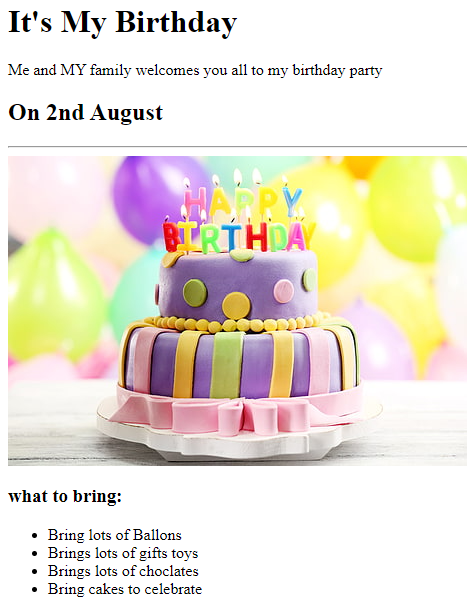 It's My Birthday
Me and MY family welcomes you all to my birthday party
On 2nd August
HAPPY
BIRTHDAY
what to bring:
Bring lots of Ballons
Brings lots of gifts toys
Brings lots of choclates
Bring cakes to celebrate